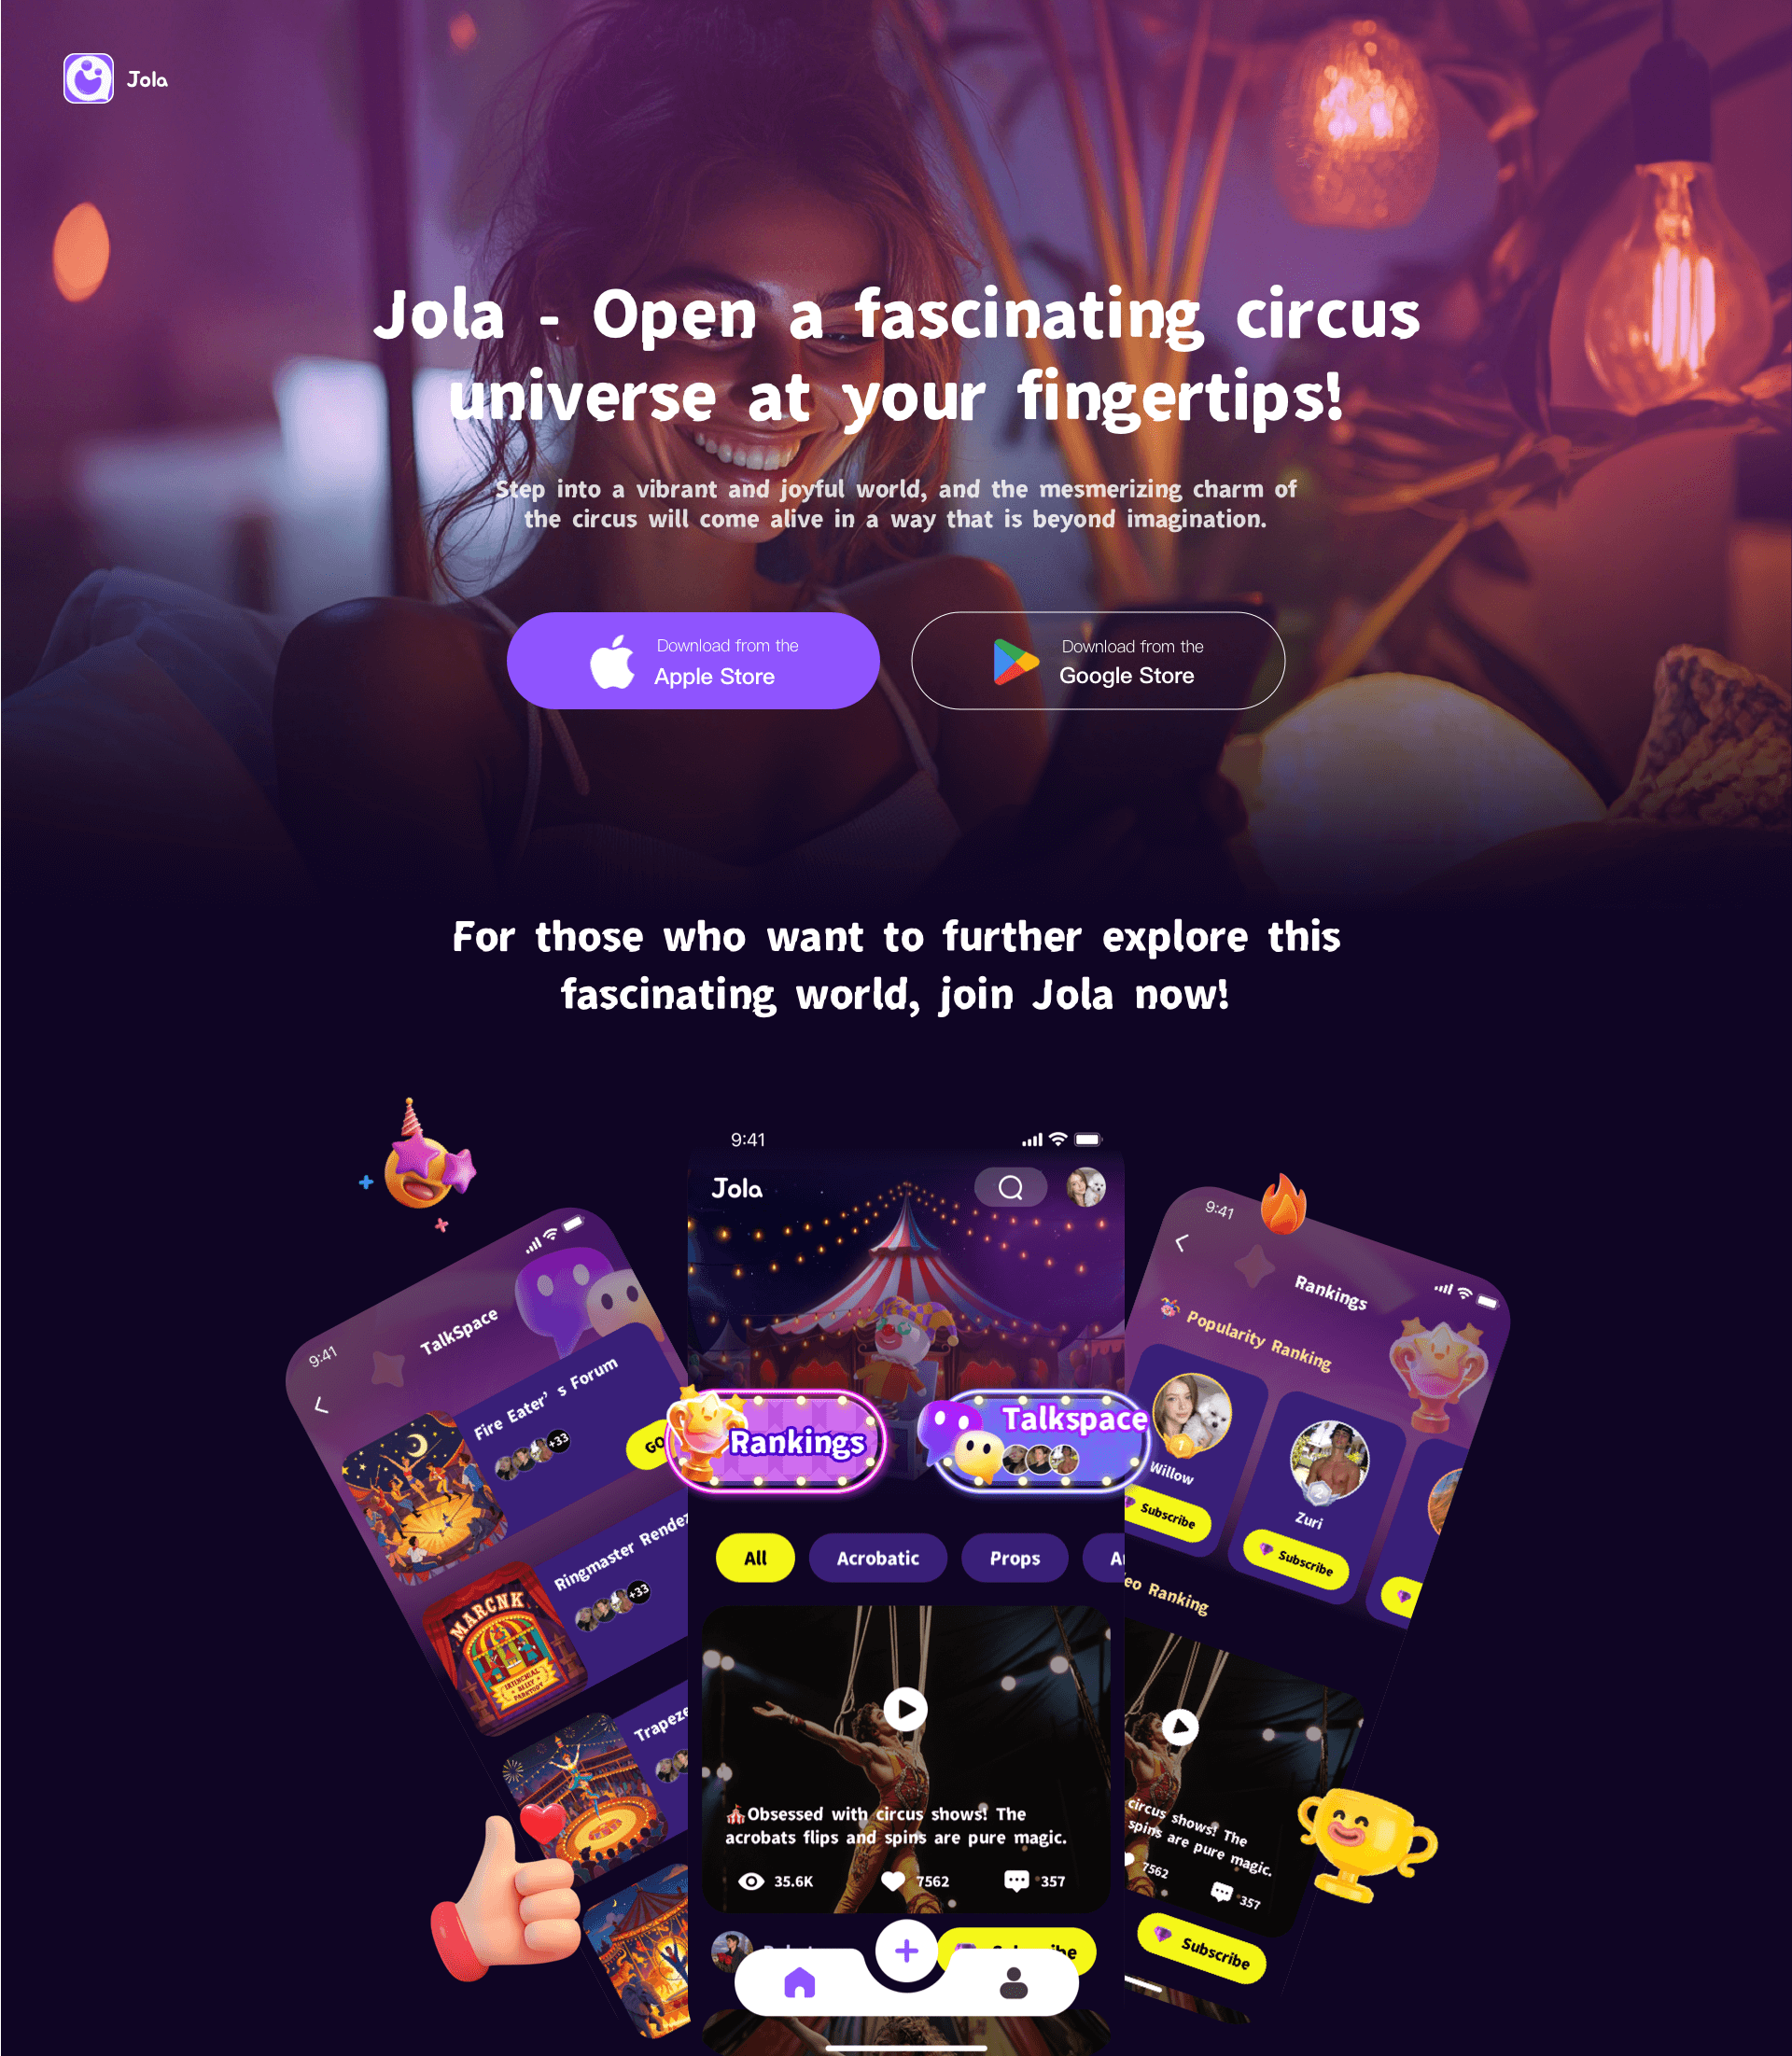 Jola
Jola - Open a fascinating circus
universe at your fingertips!
Step into a vibrant and joyful world, and the mesmerizing charm of
the circus will come alive in a way that is beyond imagination.
Download from the
Apple Store
Download from the
Google Store
For those who want to further explore this
fascinating world, join Jola now!
9:41
TalkSpace
Fire Eater’s Forum
+33
GO
MARCNK
Ringmaster Rendez
+33
Trapeze
9:41
Jola
Rankings
Talkspace
All
Acrobatic
Props
🎪Obsessed with circus shows! The
acrobats flips and spins are pure magic.
35.6K
7562
357
9:41
Rankings
Popularity Ranking
1
Willow
Subscribe
2
Zuri
Subscribe
eo Ranking
circus shows! The
spins are pure magic.
7562
357
Subscribe